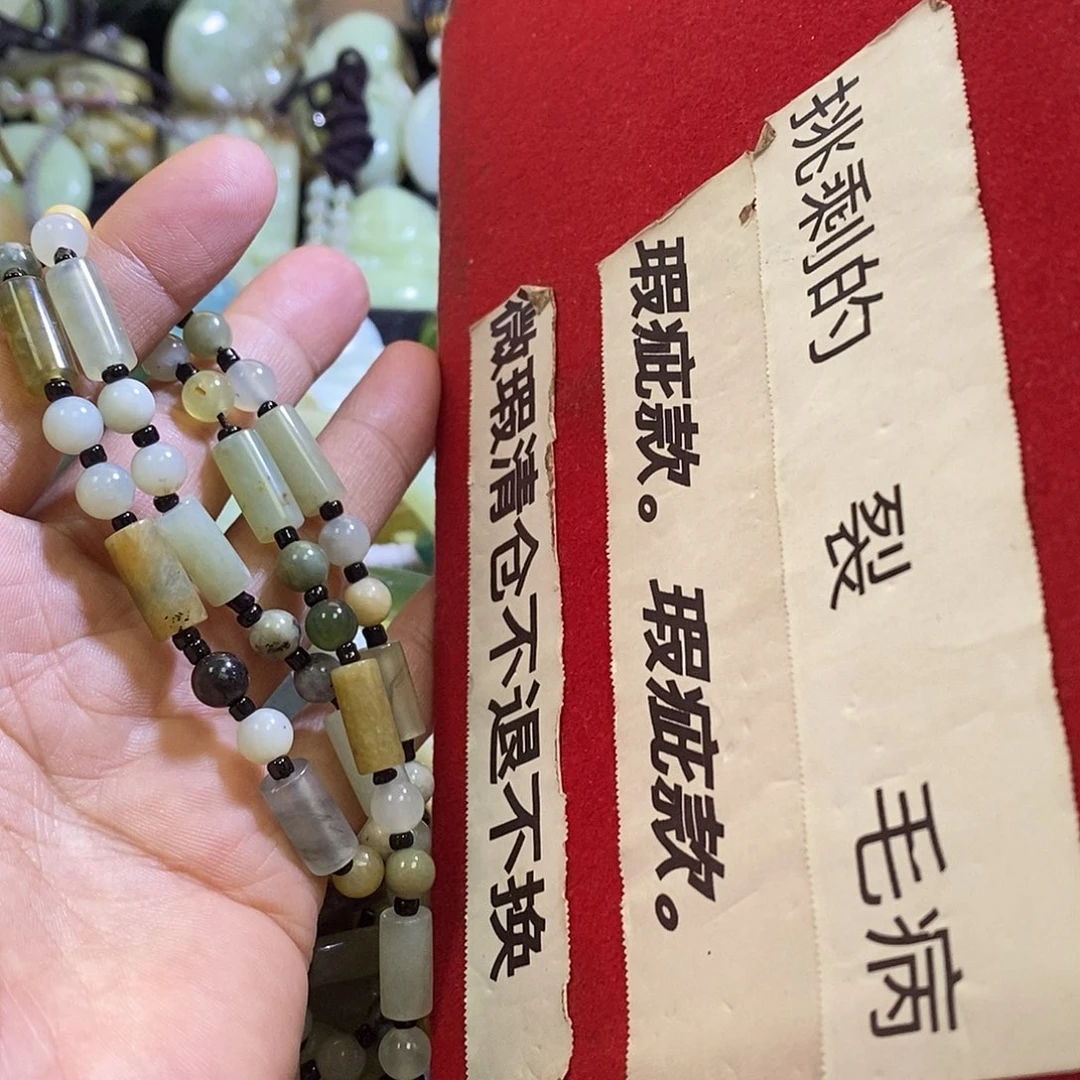 挑剩的 裂 毛病
瑕疵款。 瑕疵款。
微瑕清仓不退不换